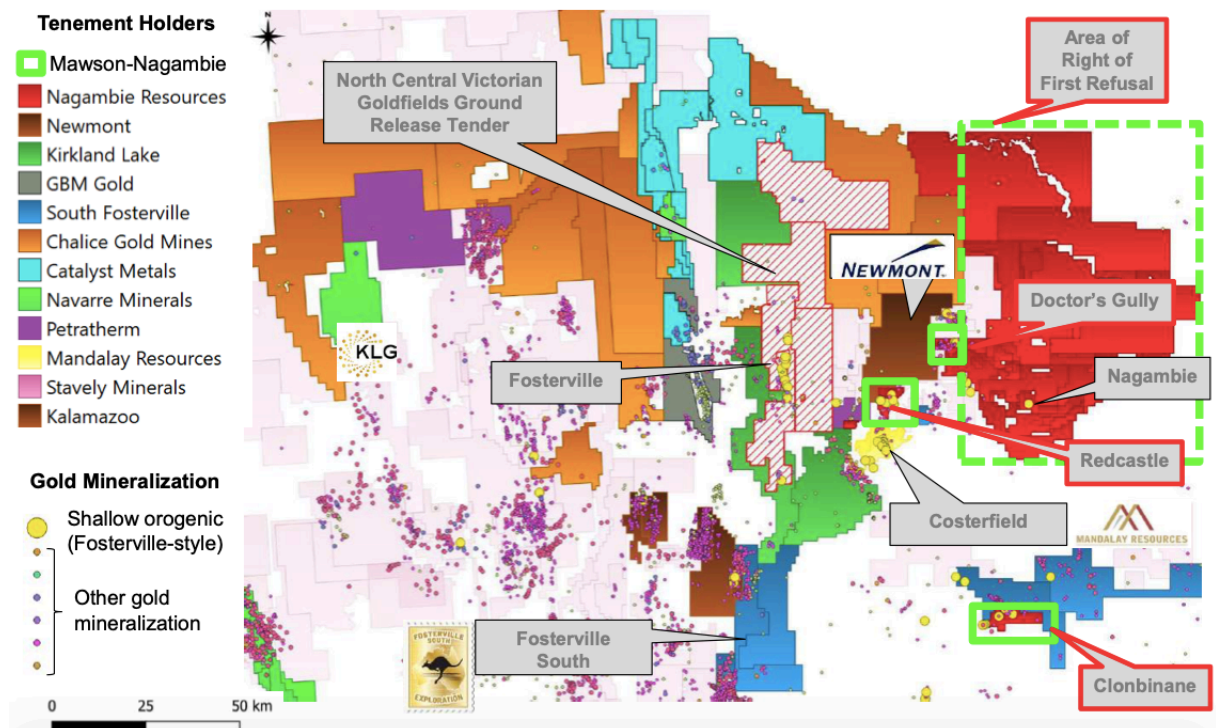 Tenement Holders
Mawson-Nagambie
Nagambie Resources
Newmont
Kirkland Lake
GBM Gold
South Fosterville
Chalice Gold Mines
Catalyst Metals
Navarre Minerals
Petratherm
Mandalay Resources
Stavely Minerals
Kalamazoo
Gold Mineralization
Shallow orogenic
(Fosterville-style)
Other gold
mineralization
0 25 50 km
North Central Victorian
Goldfields Ground
Release Tender
Area of
Right of
First Refusal
NEWMONT
Doctor's Gully
KLG
Fosterville
Nagambie
Redcastle
Costerfield
MANDALAY RESOURCES
FOSTERVILLE
SOUTH
EXPLORATION
Fosterville
South
Clonbinane